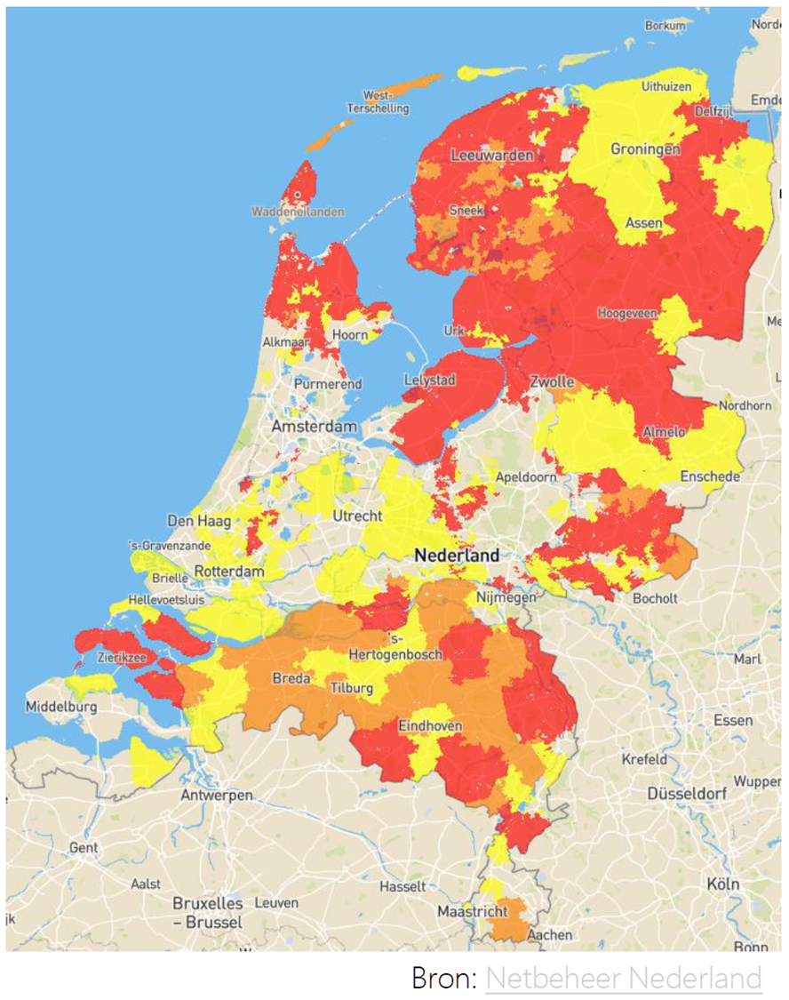 Borkum
Norde
West-
Terschelling
Uithuizen
Emde
Delfzijl
Leeuwarden
Groningen
Waddeneilanden
Sneek
Assen
Hoogeveen
Me
Urk
Alkmaar
Hoorn
L
Purmerend
Lelystad
Zwolle
Nordhorn
Amsterdam
Almelo
Apeldoorn
Enschede
Den Haag
Utrecht
's-Gravenzande
Nederland
Brielle
Rotterdam
Hellevoetsluis
Nijmegen
Bocholt
Zierikzee
's-
Hertogenbosch
Marl
Breda
Tilburg
Middelburg
Eindhoven
Essen
Krefeld
Antwerpen
Düsseldorf
Wupper
Gent
Aalst
Hasselt
Köln
Bruxelles
– Brussel
Leuven
Maastricht
jk
Aachen
Bonn
Bron: Netbeheer Nederland